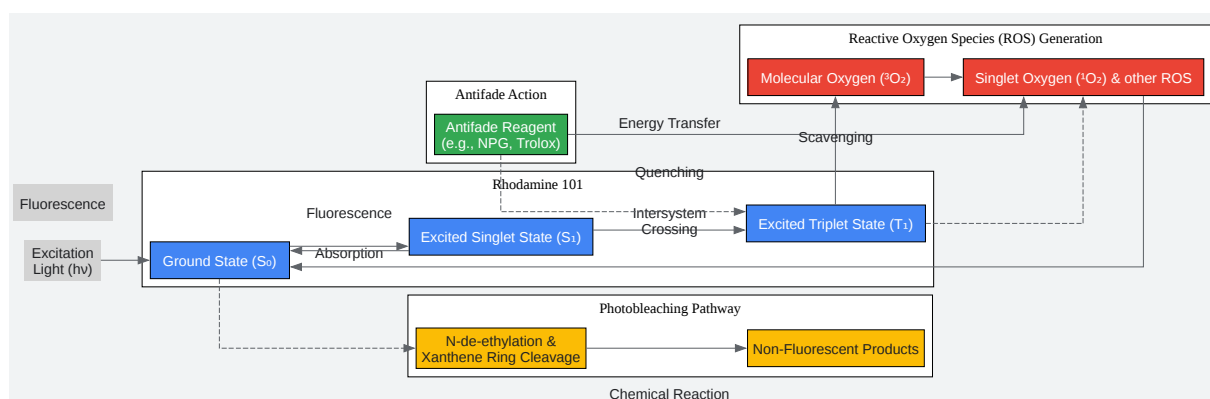 Reactive Oxygen Species (ROS) Generation
Molecular Oxygen (³O₂)
Singlet Oxygen (¹O₂) & other ROS
Antifade Action
Antifade Reagent
(e.g., NPG, Trolox)
Energy Transfer
Scavenging
Quenching
Rhodamine 101
Fluorescence
Fluorescence
Intersystem
Crossing
Excited Singlet State (S₁)
Excited Triplet State (T₁)
Excitation
Light (hν)
Ground State (S₀)
Absorption
Photobleaching Pathway
N-de-ethylation &
Xanthene Ring Cleavage
Non-Fluorescent Products
Chemical Reaction